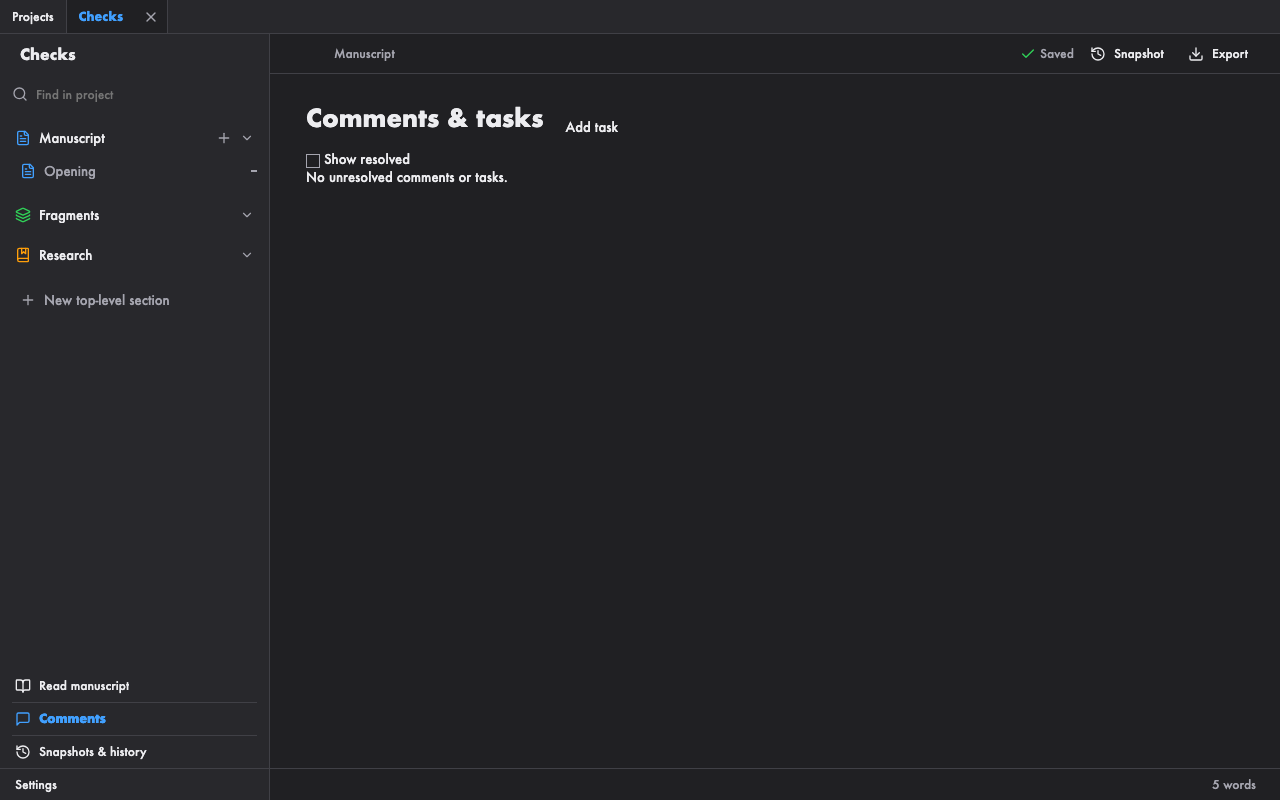 Projects
Checks
Checks
Find in project
Manuscript
Opening
Fragments
Research
New top-level section
Read manuscript
Comments
Snapshots & history
Settings
Manuscript
Saved
Snapshot
Export
Comments & tasks
Add task
Show resolved
No unresolved comments or tasks.
5 words